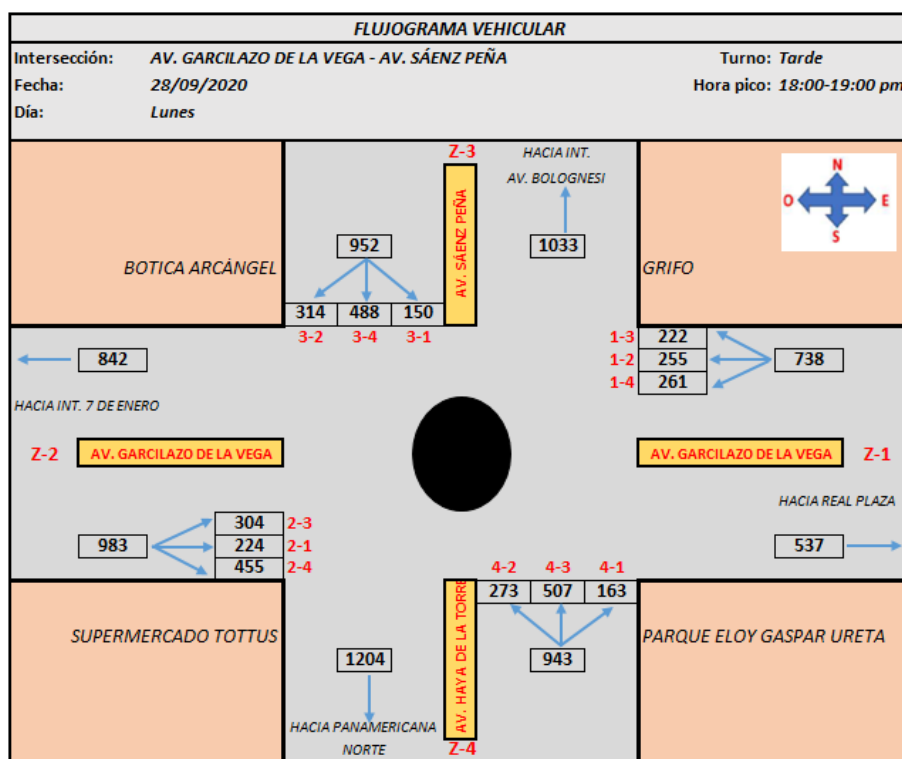 FLUJOGRAMA VEHICULAR
Intersección: AV. GARCILAZO DE LA VEGA - AV. SÁENZ PEÑA Turno: Tarde
Fecha: 28/09/2020 Hora pico: 18:00-19:00 pm
Día: Lunes
Z-3
HACIA INT.
AV. BOLOGNESI
N
O E
S
AV. SÁENZ PEÑA
952
1033
BOTICA ARCÁNGEL
GRIFO
314 488 150
3-2 3-4 3-1
1-3 222
1-2 255 738
1-4 261
842
HACIA INT. 7 DE ENERO
Z-2 AV. GARCILAZO DE LA VEGA
AV. GARCILAZO DE LA VEGA Z-1
HACIA REAL PLAZA
304 2-3
983 224 2-1
455 2-4
537
4-2 4-3 4-1
273 507 163
AV. HAYA DE LA TORRE
SUPERMERCADO TOTTUS
PARQUE ELOY GASPAR URETA
1204
943
HACIA PANAMERICANA
NORTE
Z-4